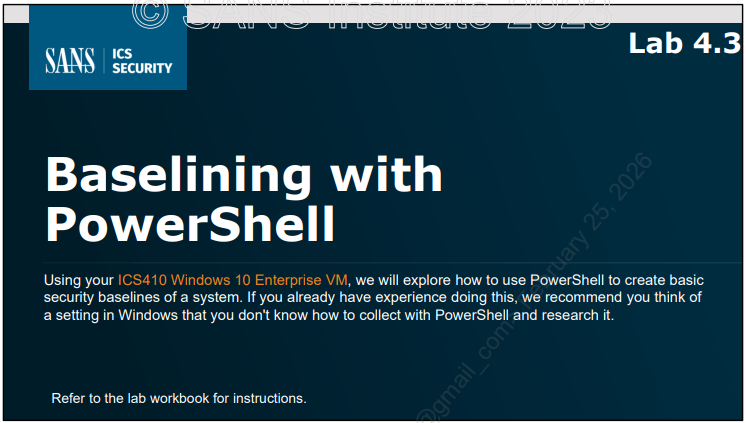 © SANS Institute 2026
SANS | ICS
SECURITY
Lab 4.3
Baselining with
PowerShell
Using your ICS410 Windows 10 Enterprise VM, we will explore how to use PowerShell to create basic
security baselines of a system. If you already have experience doing this, we recommend you think of
a setting in Windows that you don't know how to collect with PowerShell and research it.
@gmail_com February 25, 2026
Refer to the lab workbook for instructions.